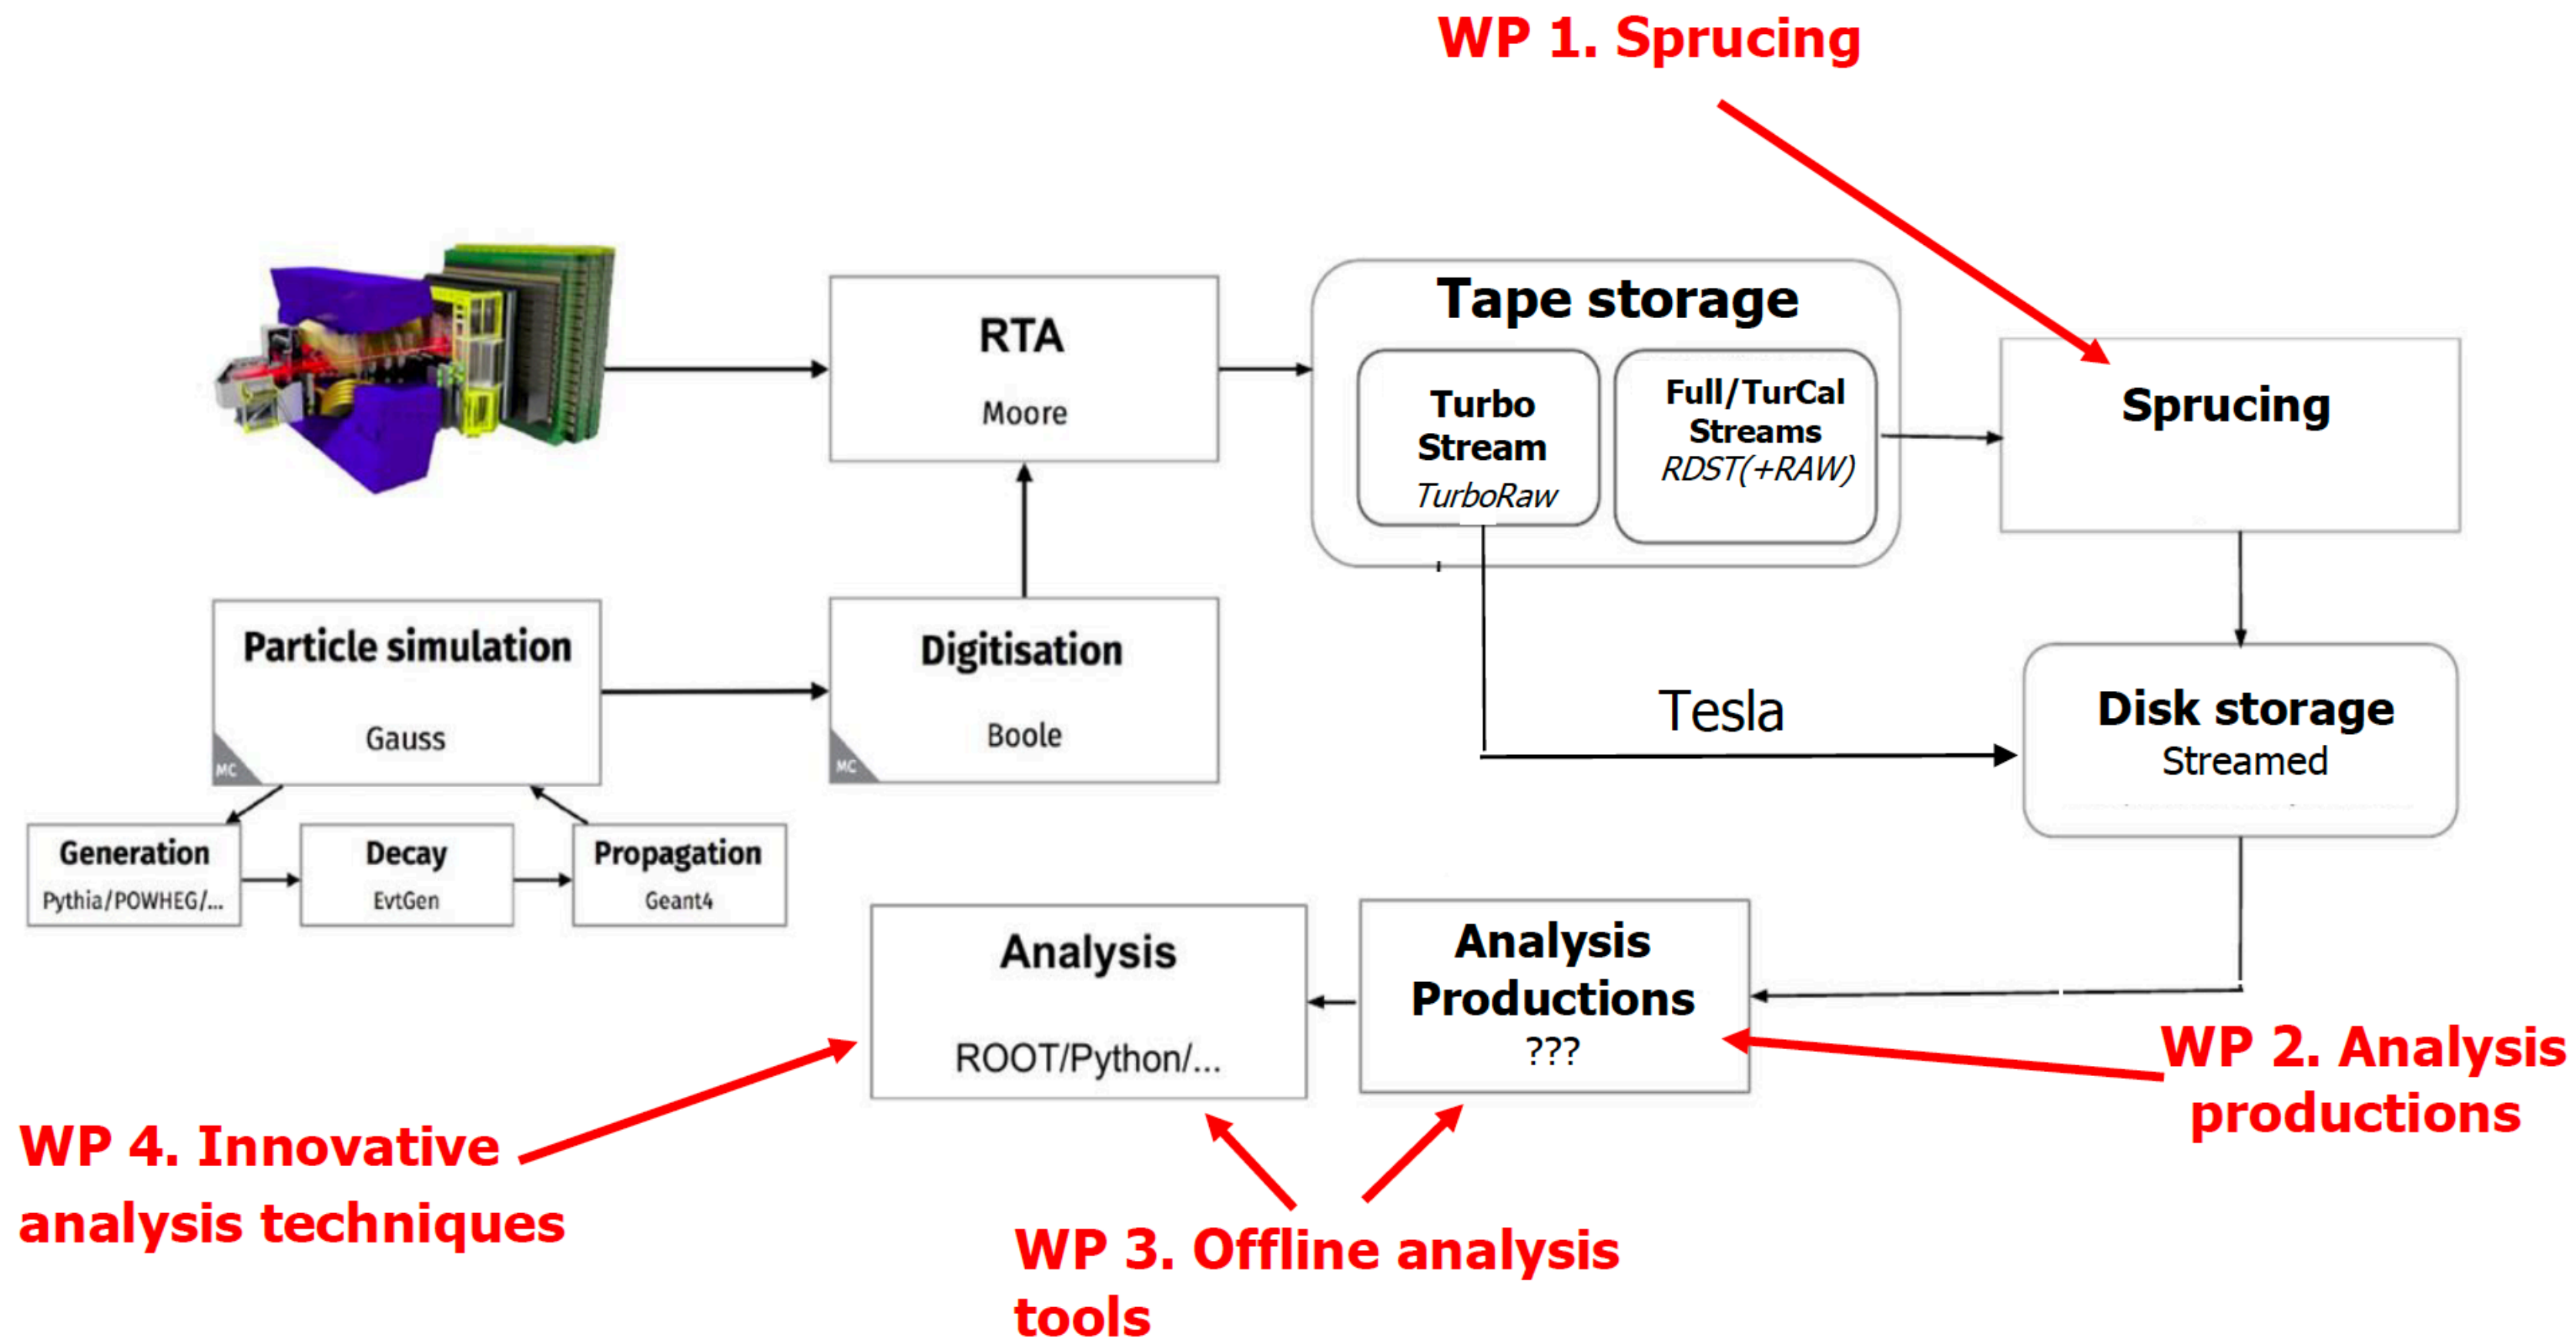 WP 1. Sprucing
RTA
Moore
Tape storage
Turbo
Stream
TurboRaw
Full/TurCal
Streams
RDST(+RAW)
Sprucing
Particle simulation
Gauss
MC
Digitisation
Boole
MC
Tesla
Disk storage
Streamed
Generation
Pythia/POWHEG/...
Decay
EvtGen
Propagation
Geant4
Analysis
ROOT/Python/...
Analysis
Productions
???
WP 2. Analysis
productions
WP 4. Innovative
analysis techniques
WP 3. Offline analysis
tools